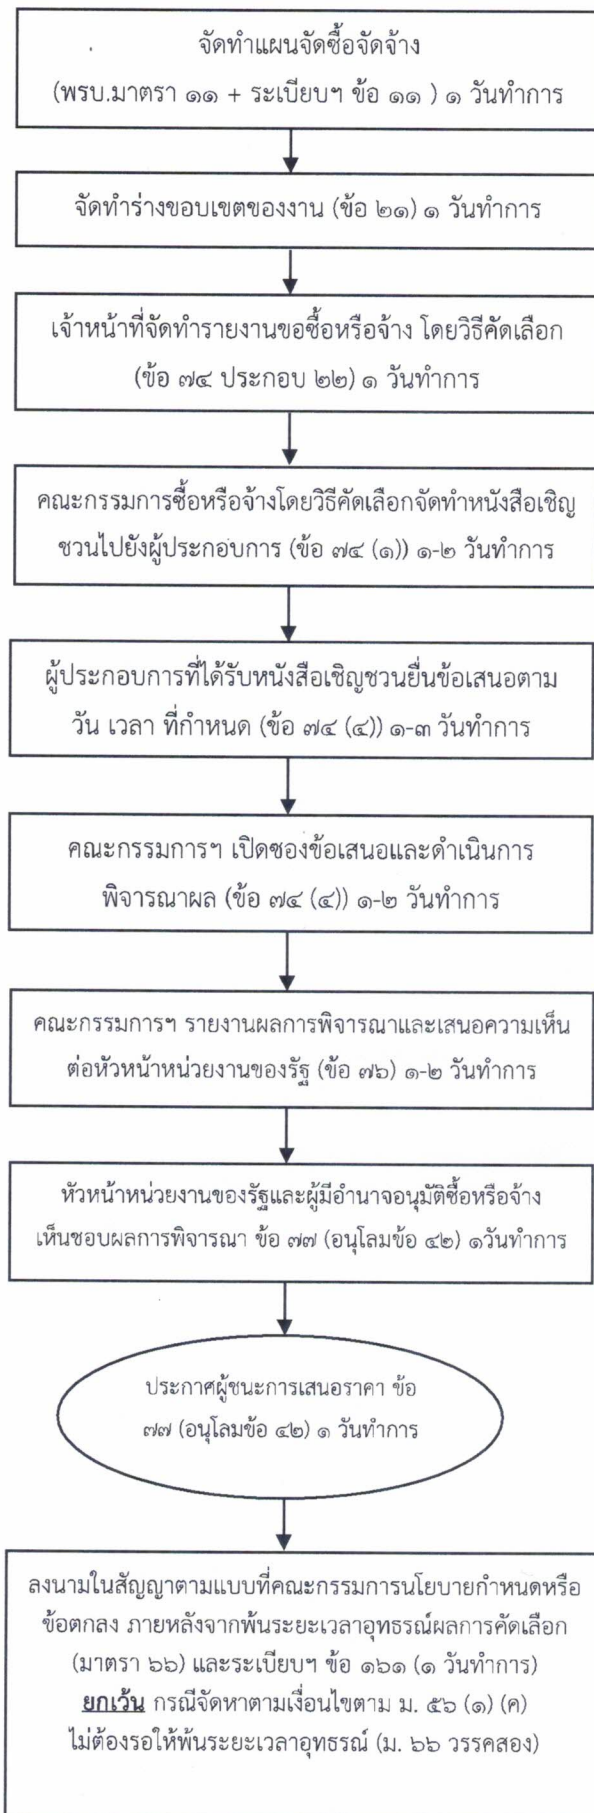 จัดทำแผนจัดซื้อจัดจ้าง
(พรบ.มาตรา ๑๑ + ระเบียบฯ ข้อ ๑๑ ) ๑ วันทำการ
จัดทำร่างขอบเขตของงาน (ข้อ ๒๑) ๑ วันทำการ
เจ้าหน้าที่จัดทำรายงานขอซื้อหรือจ้าง โดยวิธีคัดเลือก
(ข้อ ๗๔ ประกอบ ๒๒) ๑ วันทำการ
คณะกรรมการซื้อหรือจ้างโดยวิธีคัดเลือกจัดทำหนังสือเชิญ
ชวนไปยังผู้ประกอบการ (ข้อ ๗๔ (๑)) ๑-๒ วันทำการ
ผู้ประกอบการที่ได้รับหนังสือเชิญชวนยื่นข้อเสนอตาม
วัน เวลา ที่กำหนด (ข้อ ๗๔ (๔)) ๑-๓ วันทำการ
คณะกรรมการฯ เปิดซองข้อเสนอและดำเนินการ
พิจารณาผล (ข้อ ๗๔ (๔)) ๑-๒ วันทำการ
คณะกรรมการฯ รายงานผลการพิจารณาและเสนอความเห็น
ต่อหัวหน้าหน่วยงานของรัฐ (ข้อ ๗๖) ๑-๒ วันทำการ
หัวหน้าหน่วยงานของรัฐและผู้มีอำนาจอนุมัติซื้อหรือจ้าง
เห็นชอบผลการพิจารณา ข้อ ๗๗ (อนุโลมข้อ ๔๒) ๑วันทำการ
ประกาศผู้ชนะการเสนอราคา ข้อ
๗๗ (อนุโลมข้อ ๔๒) ๑ วันทำการ
ลงนามในสัญญาตามแบบที่คณะกรรมการนโยบายกำหนดหรือ
ข้อตกลง ภายหลังจากพ้นระยะเวลาอุทธรณ์ผลการคัดเลือก
(มาตรา ๖๖) และระเบียบฯ ข้อ ๑๖๑ (๑ วันทำการ)
ยกเว้น กรณีจัดหาตามเงื่อนไขตาม ม. ๕๖ (๑) (ค)
ไม่ต้องรอให้พ้นระยะเวลาอุทธรณ์ (ม. ๖๖ วรรคสอง)